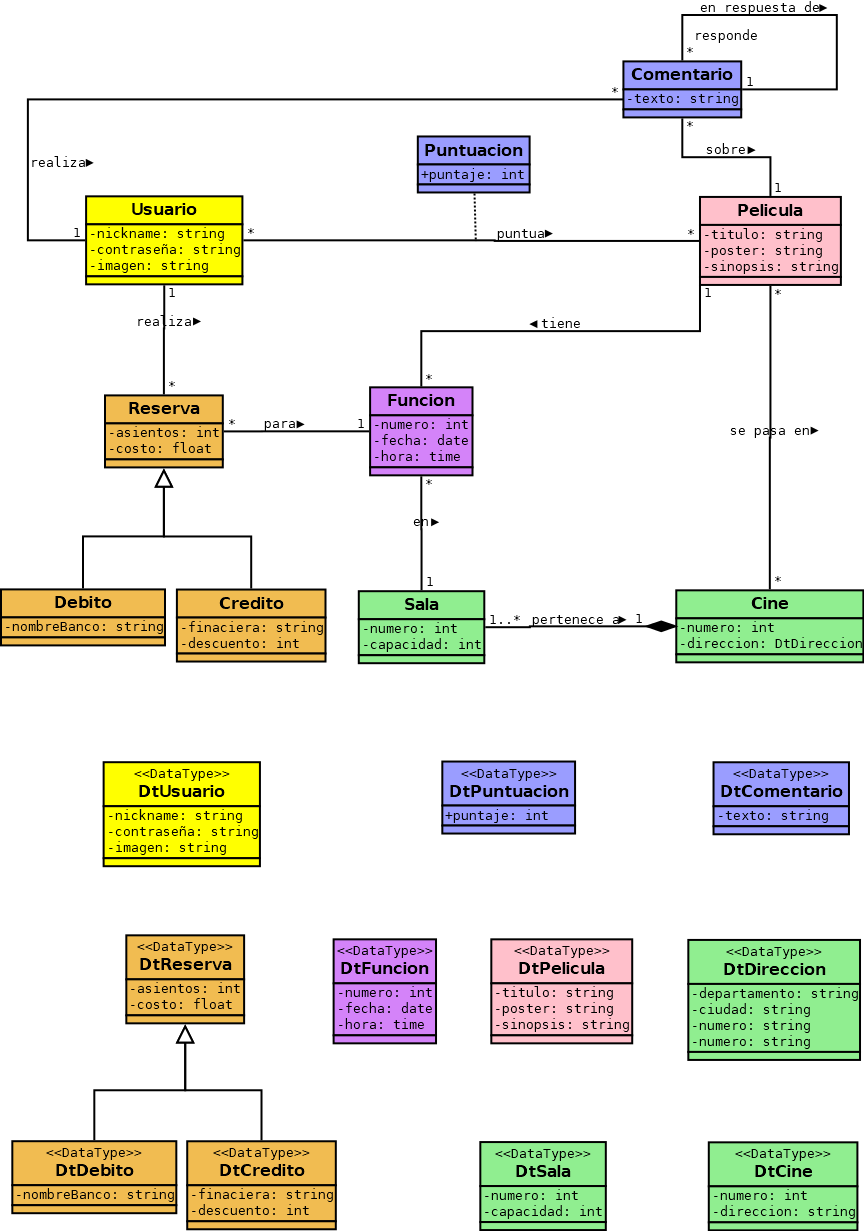 en respuesta de►
responde
*
1
Comentario
-texto: string
*
*
sobre►
1
realiza►
1
Puntuacion
+puntaje: int
Usuario
-nickname: string
-contraseña: string
-imagen: string
*
puntua►
*
Pelicula
-titulo: string
-poster: string
-sinopsis: string
1
realiza►
*
1
*
◄tiene
*
se pasa en►
*
Reserva
-asientos: int
-costo: float
*
para►
1
Funcion
-numero: int
-fecha: date
-hora: time
*
en►
1
Debito
-nombreBanco: string
Credito
-finaciera: string
-descuento: int
Sala
-numero: int
-capacidad: int
1..*
pertenece a►
1
Cine
-numero: int
-direccion: DtDireccion
<<DataType>>
DtUsuario
-nickname: string
-contraseña: string
-imagen: string
<<DataType>>
DtPuntuacion
+puntaje: int
<<DataType>>
DtComentario
-texto: string
<<DataType>>
DtReserva
-asientos: int
-costo: float
<<DataType>>
DtFuncion
-numero: int
-fecha: date
-hora: time
<<DataType>>
DtPelicula
-titulo: string
-poster: string
-sinopsis: string
<<DataType>>
DtDireccion
-departamento: string
-ciudad: string
-numero: string
-numero: string
<<DataType>>
DtDebito
-nombreBanco: string
<<DataType>>
DtCredito
-finaciera: string
-descuento: int
<<DataType>>
DtSala
-numero: int
-capacidad: int
<<DataType>>
DtCine
-numero: int
-direccion: string